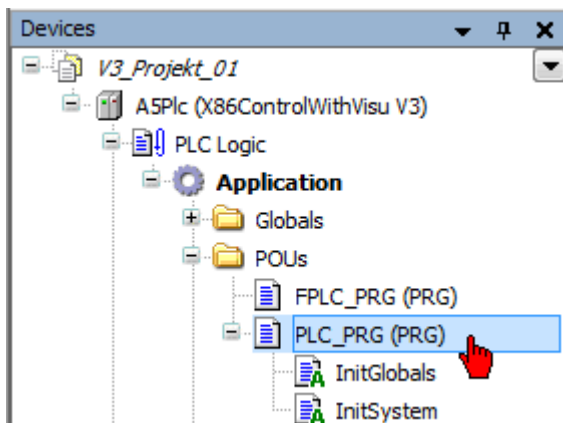 Devices
V3_Projekt_01
A5Plc (X86ControlWithVisu V3)
PLC Logic
Application
Globals
POUs
FPLC_PRG (PRG)
PLC_PRG (PRG)
InitGlobals
InitSystem